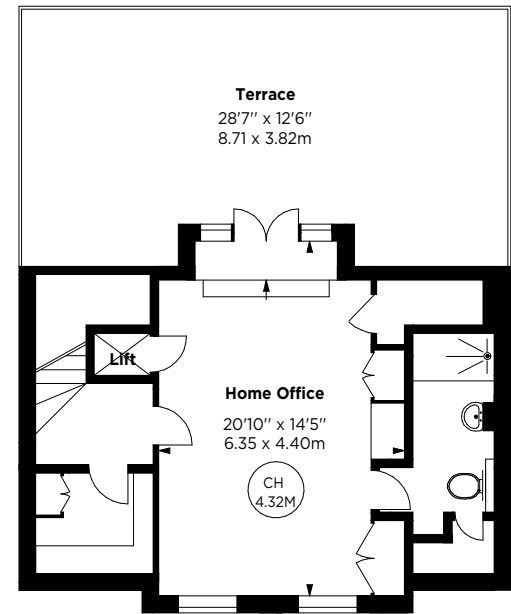 Terrace
28'7'' x 12'6''
8.71 x 3.82m
Lift
Home Office
20'10'' x 14'5''
6.35 x 4.40m
CH
4.32M